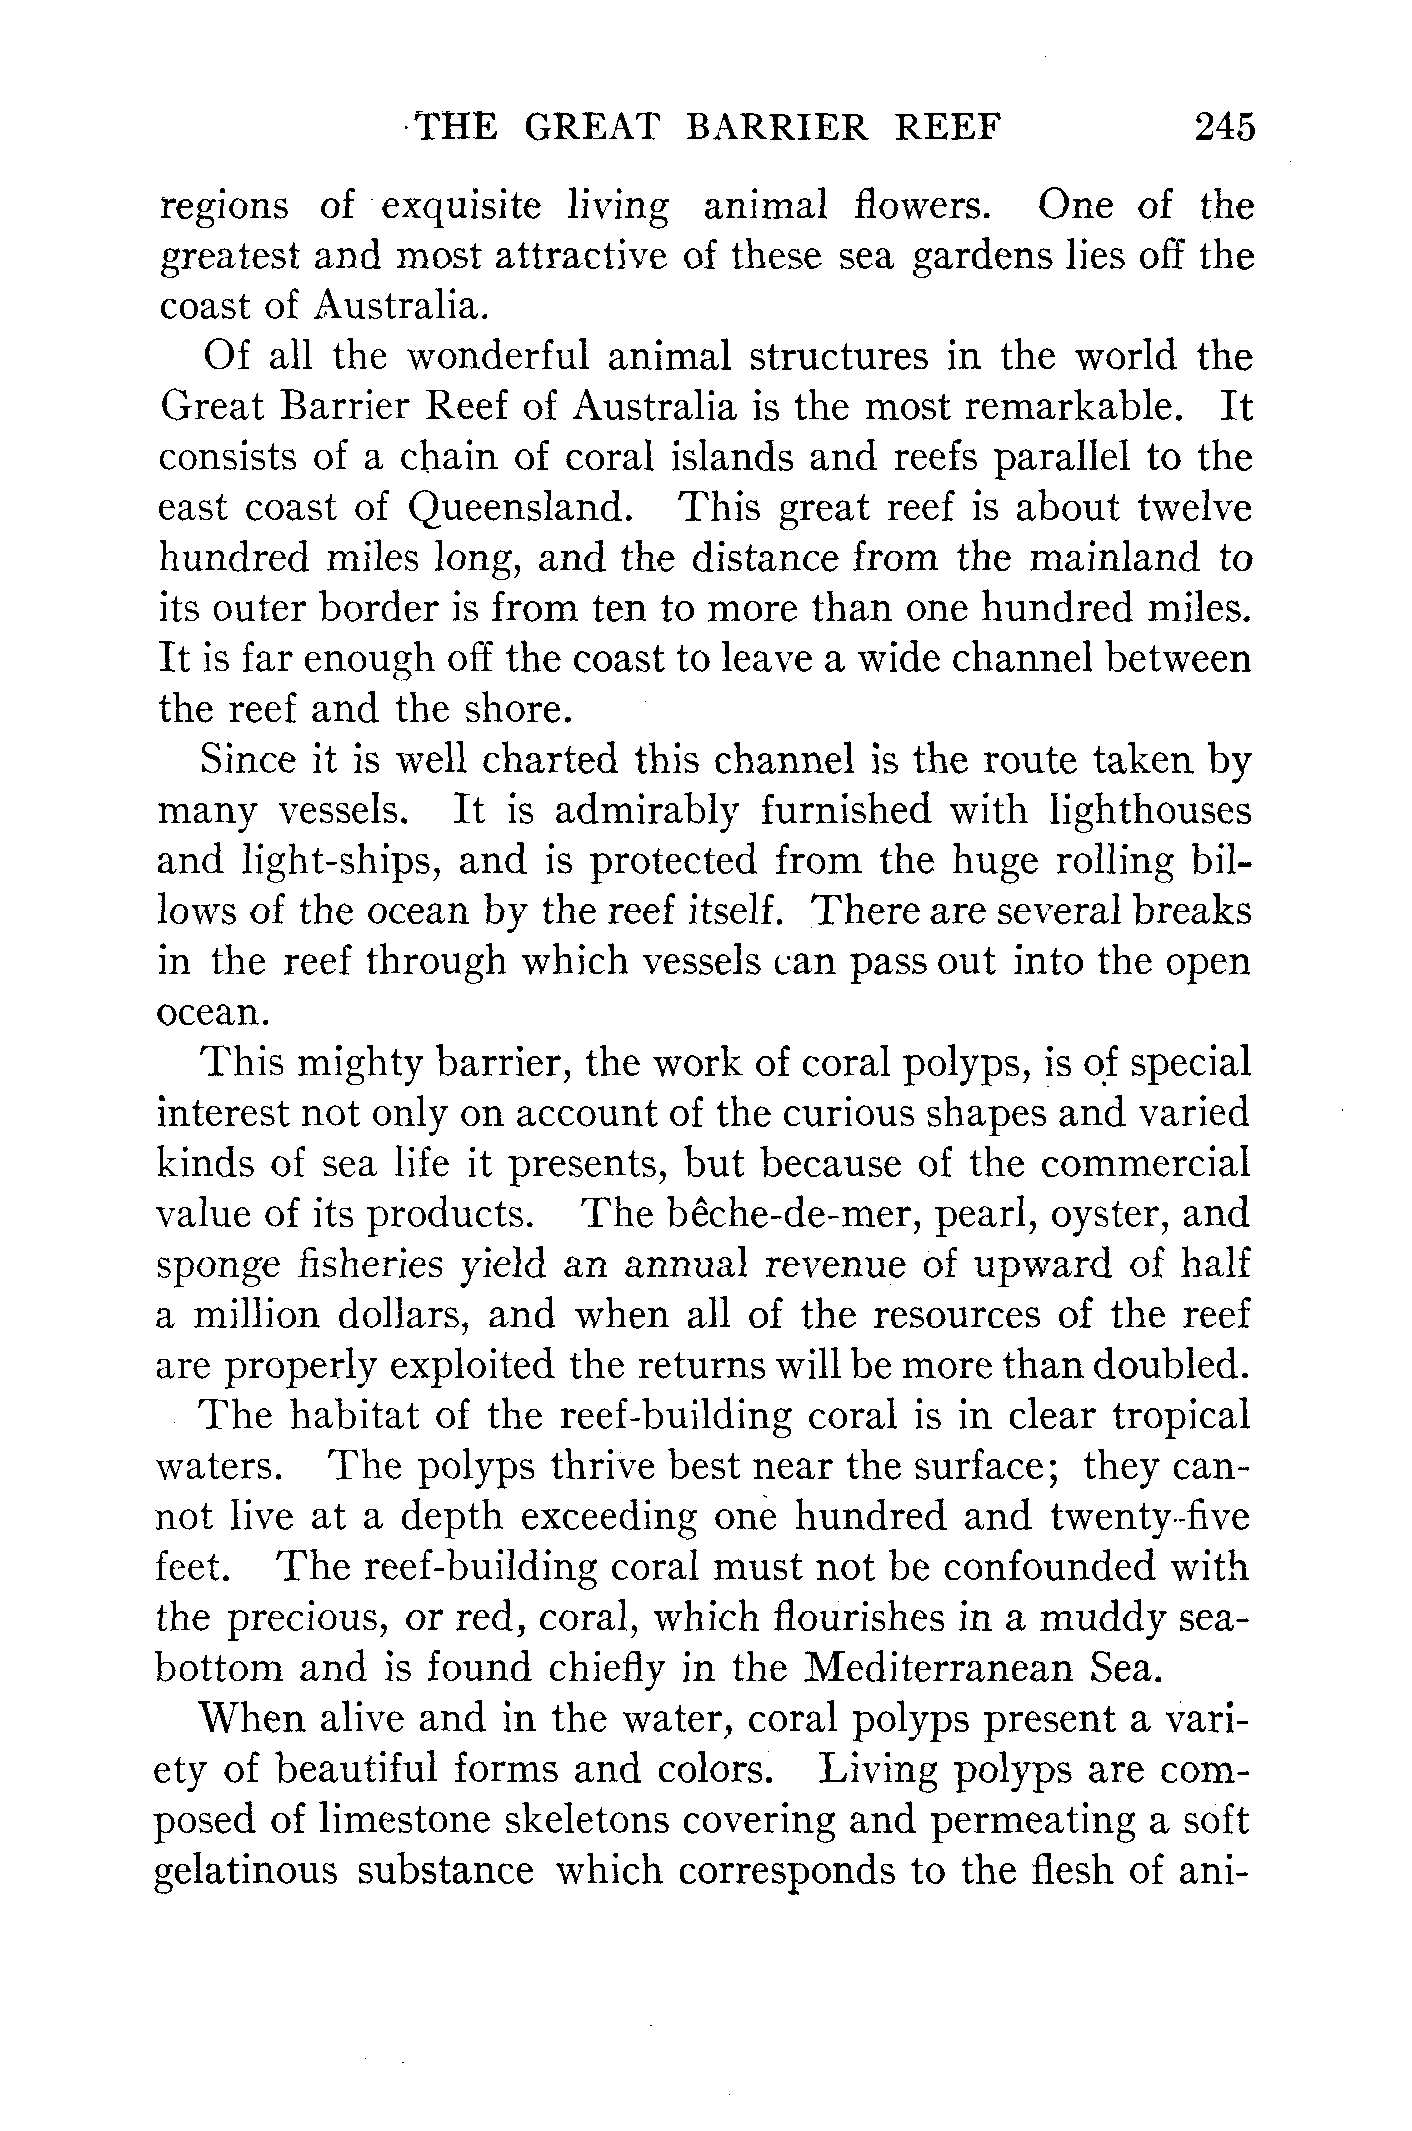 THE GREAT BARRIER REEF 245
regions of exquisite living animal flowers. One of the
greatest and most attractive of these sea gardens lies off the
coast of Australia.
Of all the wonderful animal structures in the world the
Great Barrier Reef of Australia is the most remarkable. It
consists of a chain of coral islands and reefs parallel to the
east coast of Queensland. This great reef is about twelve
hundred miles long, and the distance from the mainland to
its outer border is from ten to more than one hundred miles.
It is far enough off the coast to leave a wide channel between
the reef and the shore.
Since it is well charted this channel is the route taken by
many vessels. It is admirably furnished with lighthouses
and light-ships, and is protected from the huge rolling bil-
lows of the ocean by the reef itself. There are several breaks
in the reef through which vessels can pass out into the open
ocean.
This mighty barrier, the work of coral polyps, is of special
interest not only on account of the curious shapes and varied
kinds of sea life it presents, but because of the commercial
value of its products. The bêche-de-mer, pearl, oyster, and
sponge fisheries yield an annual revenue of upward of half
a million dollars, and when all of the resources of the reef
are properly exploited the returns will be more than doubled.
The habitat of the reef-building coral is in clear tropical
waters. The polyps thrive best near the surface; they can-
not live at a depth exceeding one hundred and twenty-five
feet. The reef-building coral must not be confounded with
the precious, or red, coral, which flourishes in a muddy sea-
bottom and is found chiefly in the Mediterranean Sea.
When alive and in the water, coral polyps present a vari-
ety of beautiful forms and colors. Living polyps are com-
posed of limestone skeletons covering and permeating a soft
gelatinous substance which corresponds to the flesh of ani-